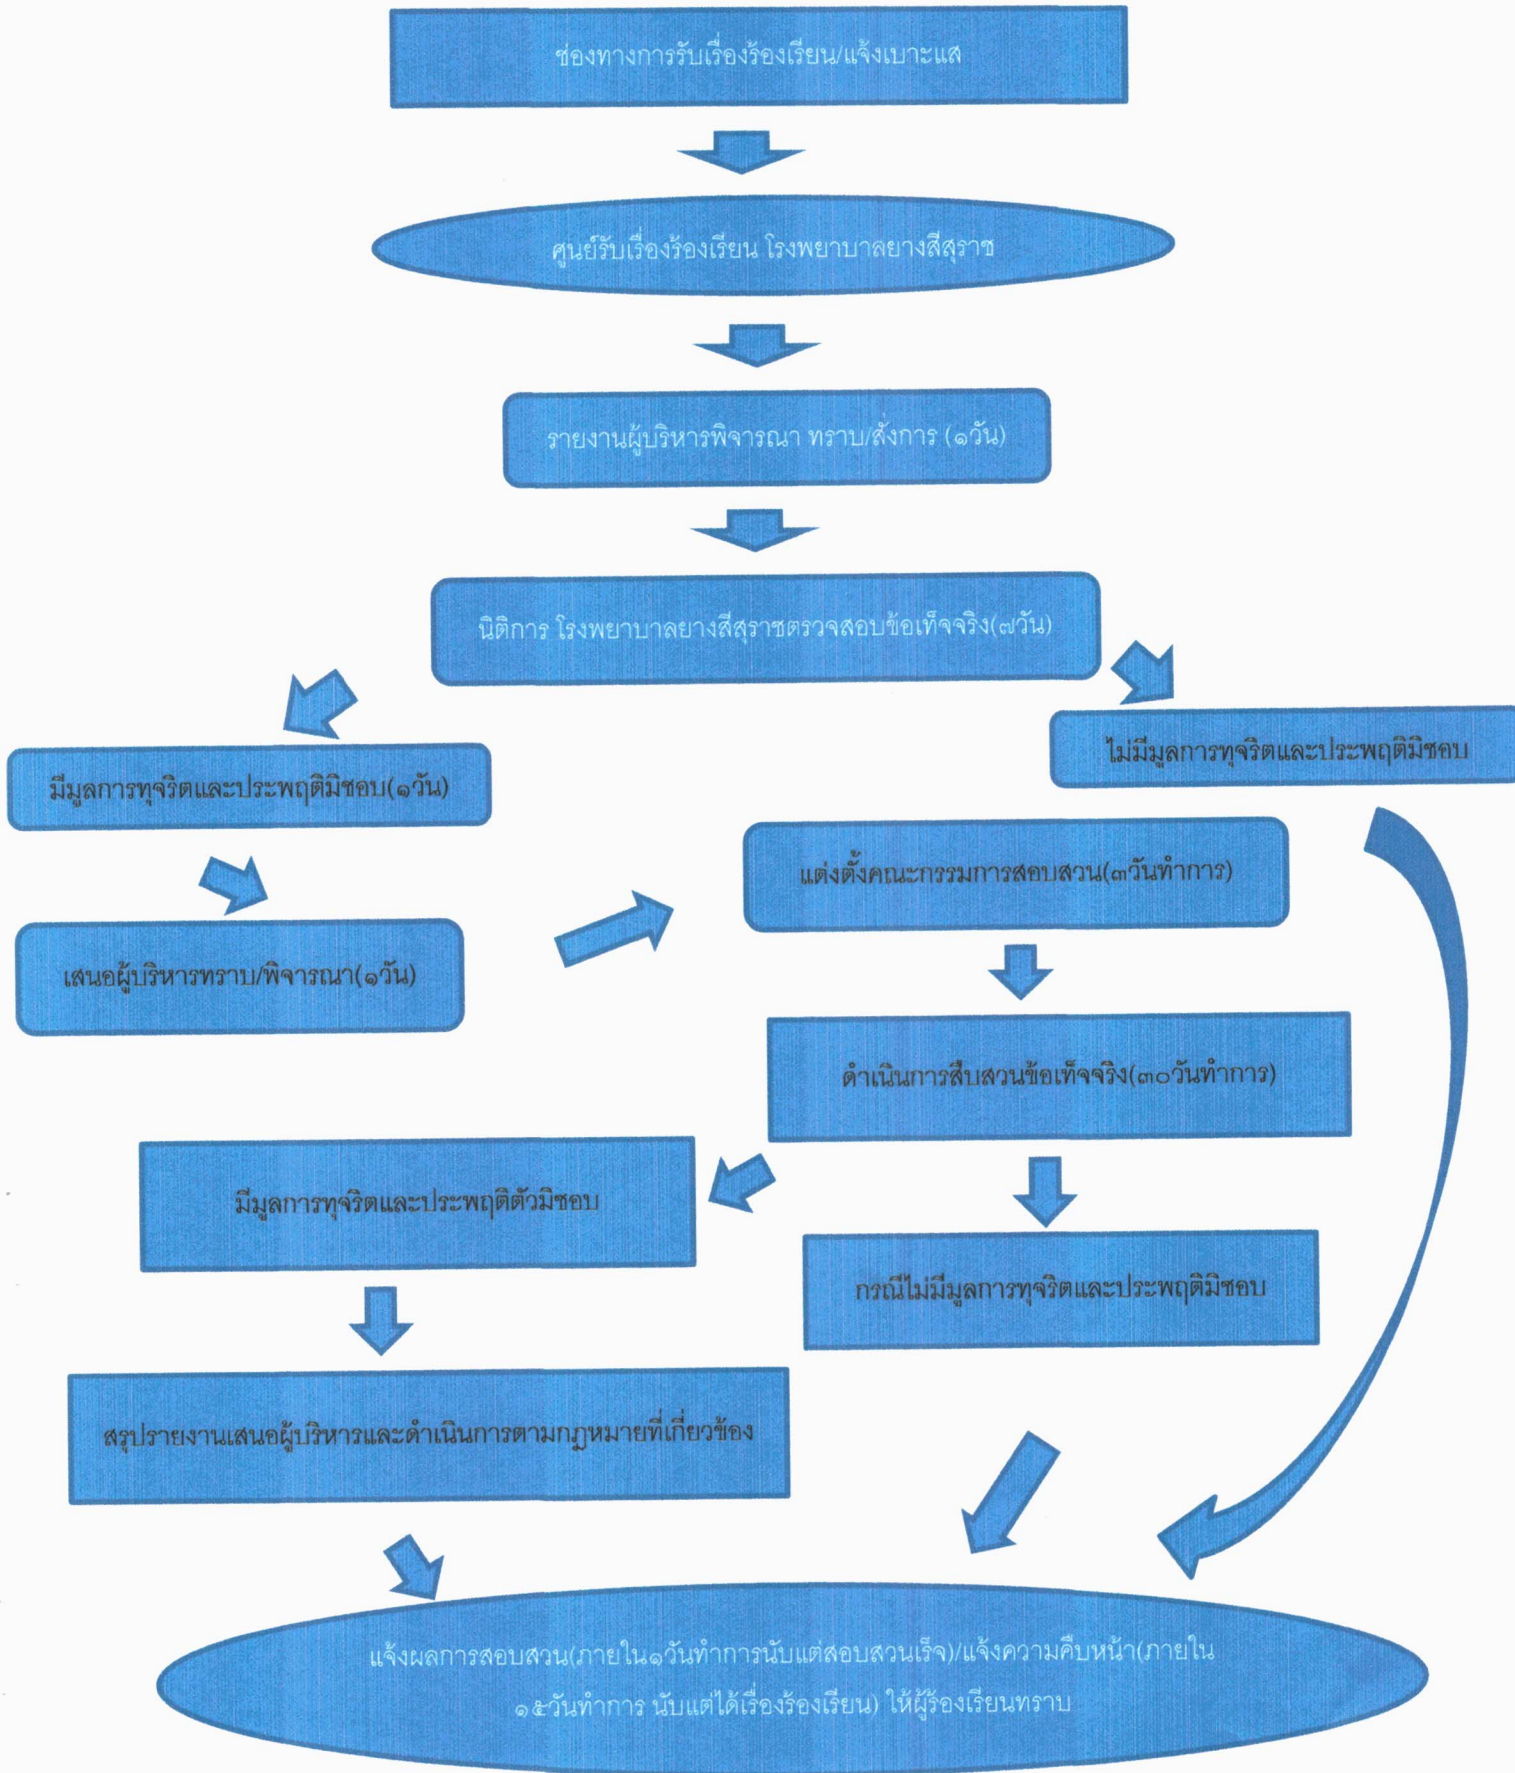 ช่องทางการรับเรื่องร้องเรียน/แจ้งเบาะแส
ศูนย์รับเรื่องร้องเรียน โรงพยาบาลยางสีสุราช
รายงานผู้บริหารพิจารณา ทราบ/สั่งการ (๑วัน)
นิติการ โรงพยาบาลยางสีสุราชตรวจสอบข้อเท็จจริง(๗วัน)
มีมูลการทุจริตและประพฤติมิชอบ(๑วัน)
ไม่มีมูลการทุจริตและประพฤติมิชอบ
เสนอผู้บริหารทราบ/พิจารณา(๑วัน)
แต่งตั้งคณะกรรมการสอบสวน(๓วันทำการ)
ดำเนินการสืบสวนข้อเท็จจริง(๓๐วันทำการ)
มีมูลการทุจริตและประพฤติตัวมิชอบ
กรณีไม่มีมูลการทุจริตและประพฤติมิชอบ
สรุปรายงานเสนอผู้บริหารและดำเนินการตามกฎหมายที่เกี่ยวข้อง
แจ้งผลการสอบสวน(ภายใน๑วันทำการนับแต่สอบสวนเร็จ)/แจ้งความคืบหน้า(ภายใน
๑๕วันทำการ นับแต่ได้เรื่องร้องเรียน) ให้ผู้ร้องเรียนทราบ